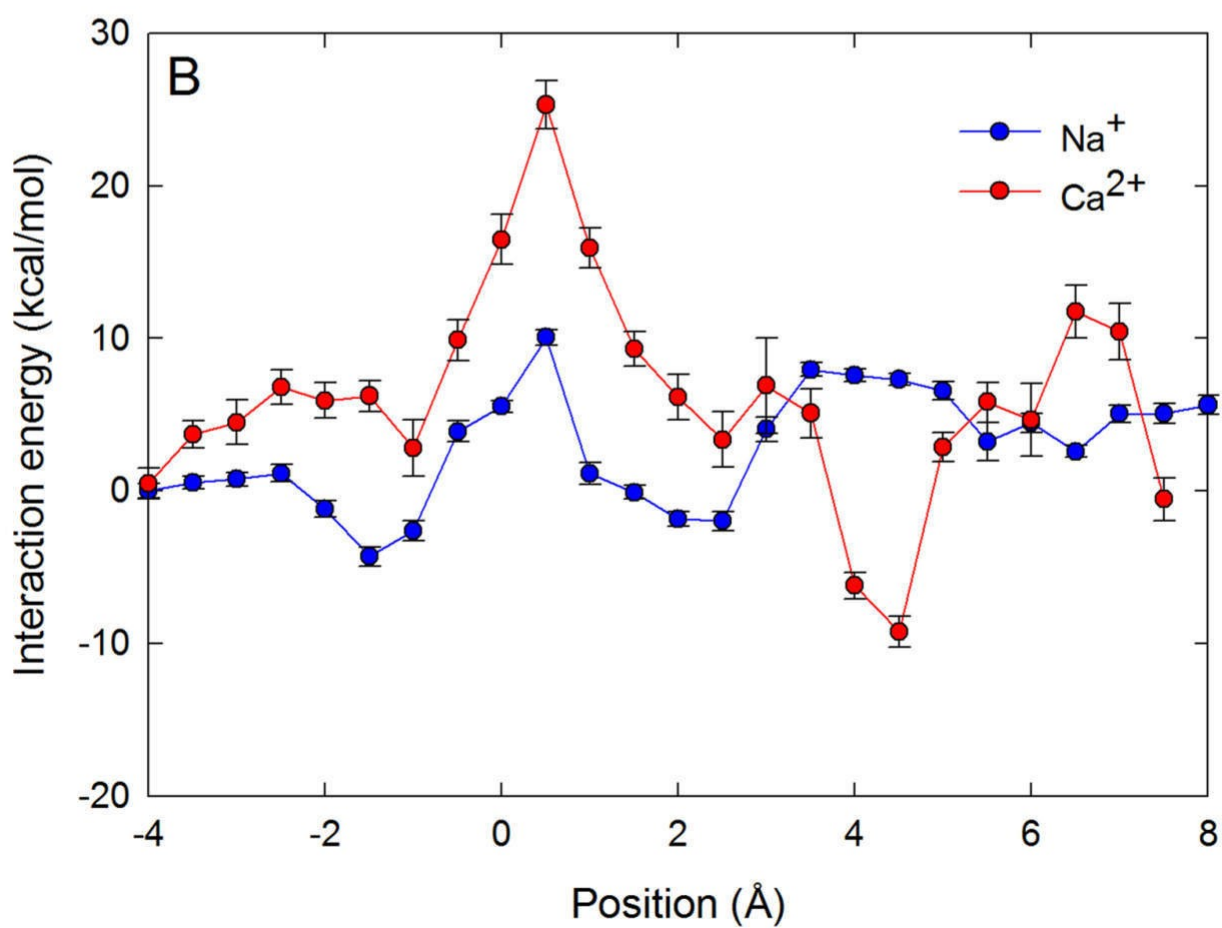 B
Na+
Ca2+
Interaction energy (kcal/mol)
30
20
10
0
-10
-20
-4 -2 0 2 4 6 8
Position (Å)